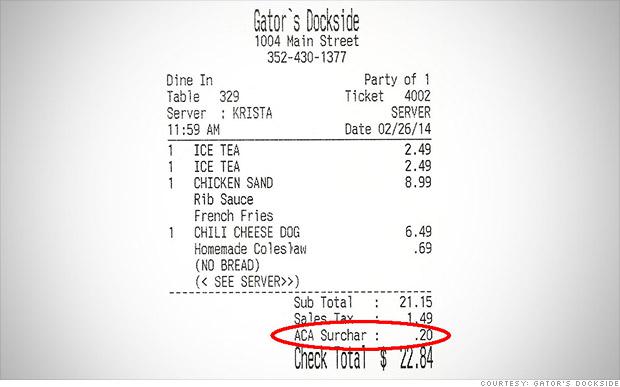 Gator`s Dockside
1004 Main Street
352-430-1377
Dine In Party of 1
Table 329 Ticket 4002
Server : KRISTA SERVER
11:59 AM Date 02/26/14
1 ICE TEA 2.49
1 ICE TEA 2.49
1 CHICKEN SAND 8.99
Rib Sauce
French Fries
1 CHILI CHEESE DOG 6.49
Homemade Coleslaw .69
(NO BREAD)
(< SEE SERVER>>)
Sub Total : 21.15
Sales Tax : 1.49
ACA Surchar : .20
Check Total $ 22.84
COURTESY: GATOR'S DOCKSIDE